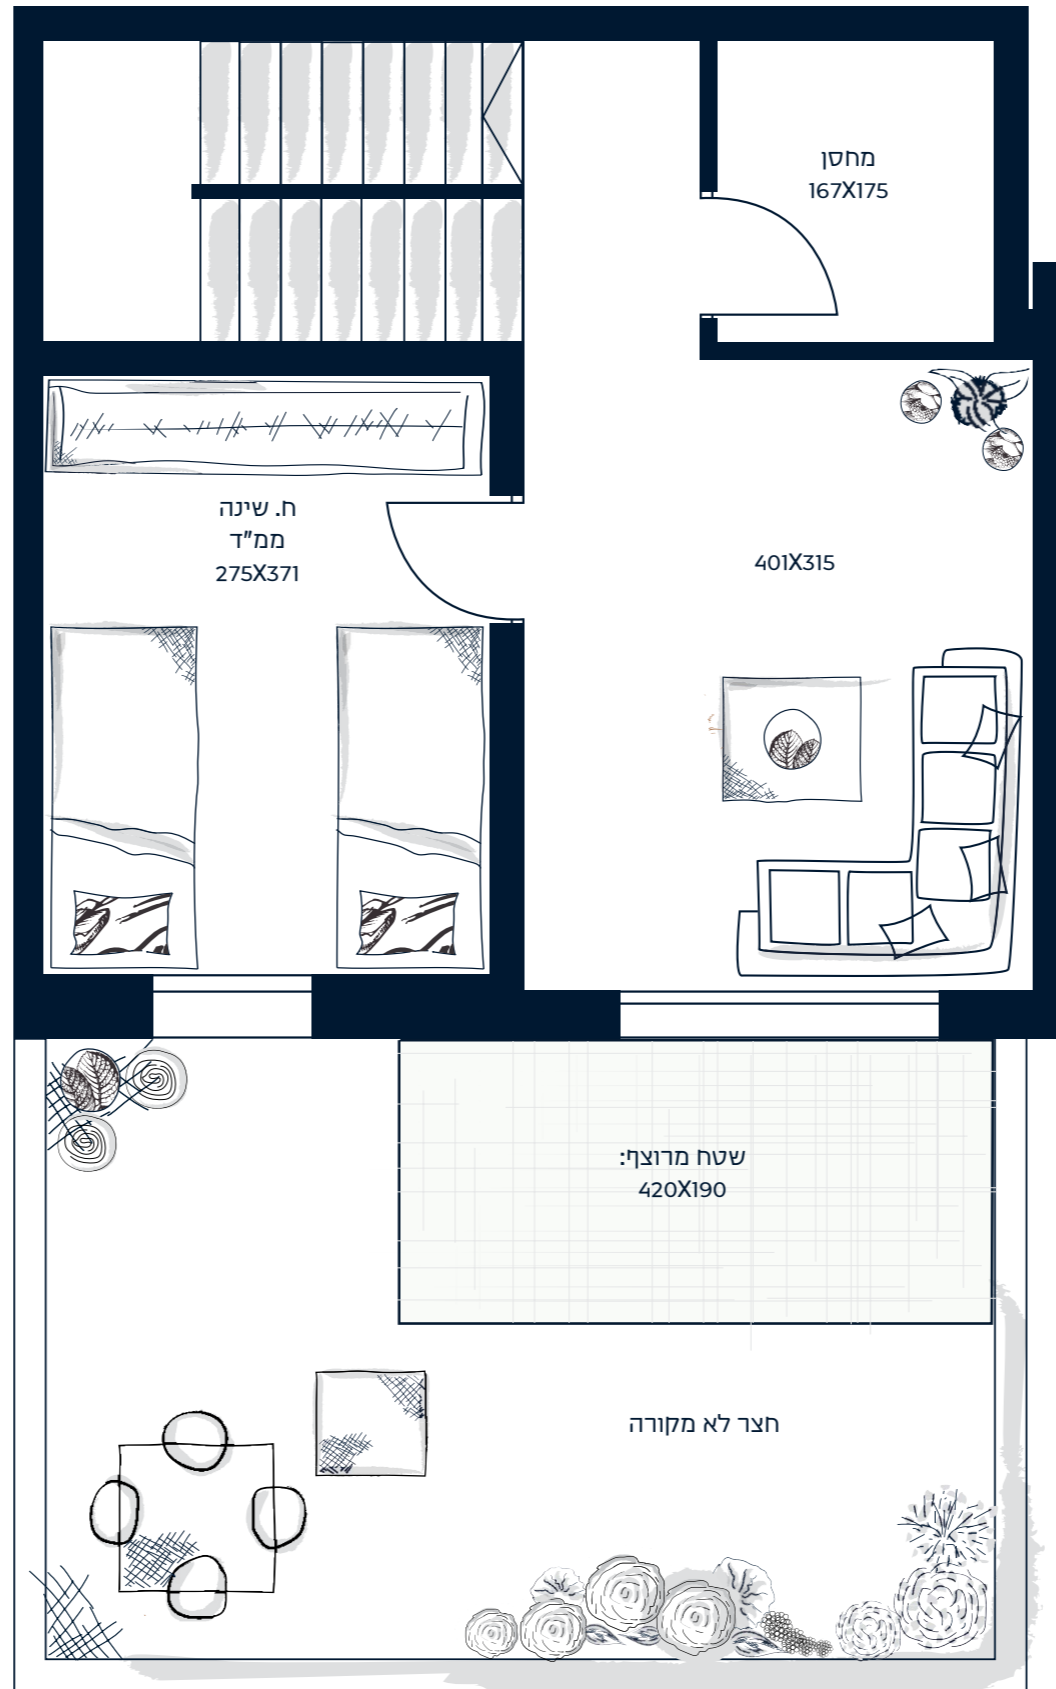 מחסן
167X175
ח. שינה
ממ"ד
275X371
401X315
שטח מרוצף:
420X190
חצר לא מקורה